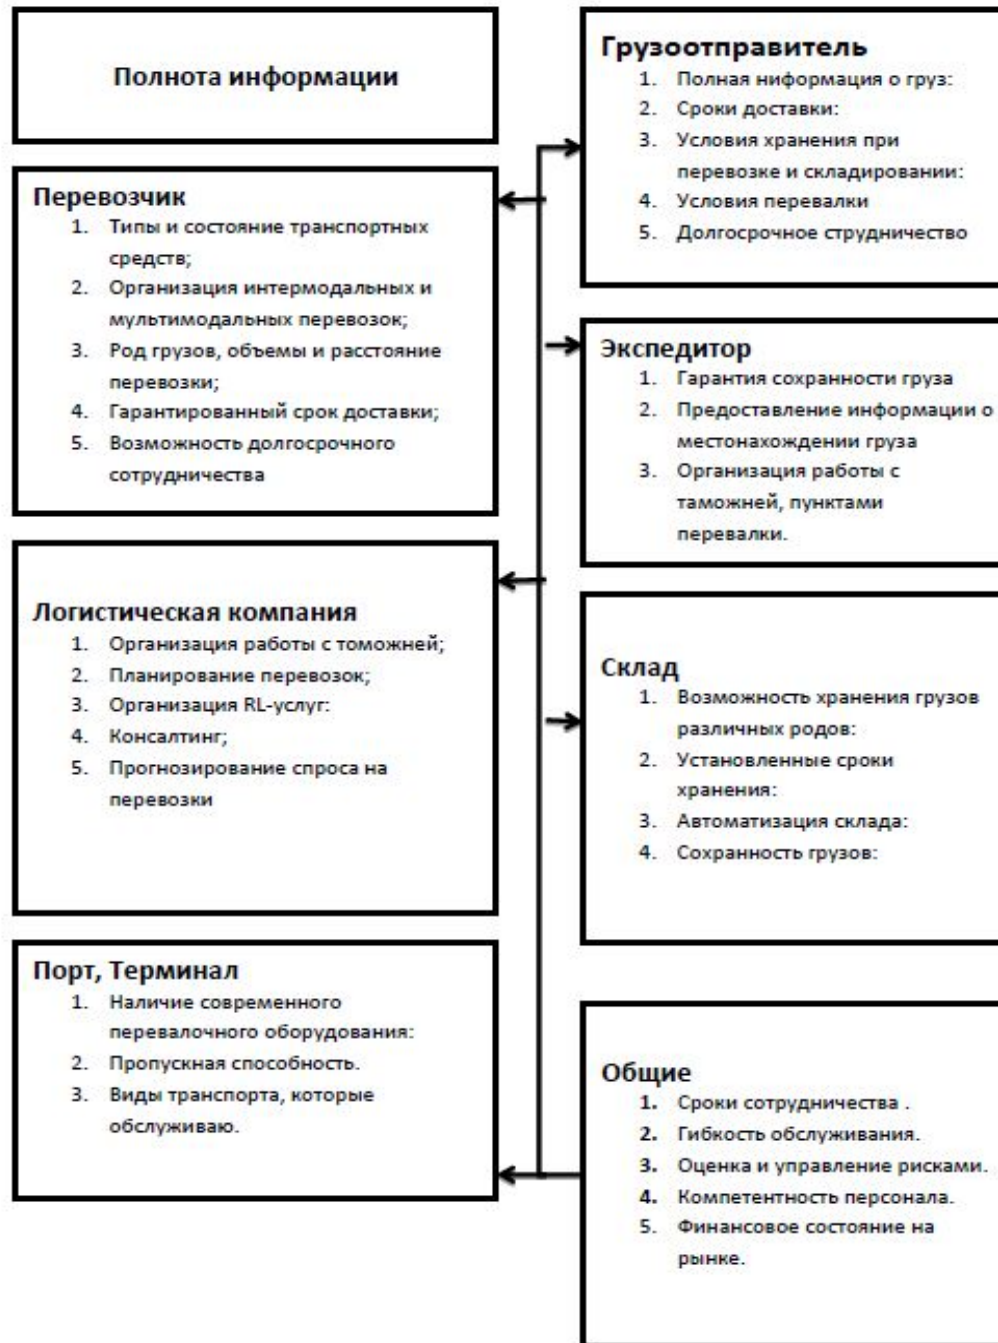 Полнота информации
Перевозчик
1. Типы и состояние транспортных
средств;
2. Организация интермодальных и
мультимодальных перевозок;
3. Род грузов, объемы и расстояние
перевозки;
4. Гарантированный срок доставки;
5. Возможность долгосрочного
сотрудничества
Логистическая компания
1. Организация работы с томожней;
2. Планирование перевозок;
3. Организация RL-услуг:
4. Консалтинг;
5. Прогнозирование спроса на
перевозки
Порт, Терминал
1. Наличие современного
перевалочного оборудования:
2. Пропускная способность.
3. Виды транспорта, которые
обслуживаю.
Грузоотправитель
1. Полная ниформация о груз:
2. Сроки доставки:
3. Условия хранения при
перевозке и складировании:
4. Условия перевалки
5. Долгосрочное струдничество
Экспедитор
1. Гарантия сохранности груза
2. Предоставление информации о
местонахождении груза
3. Организация работы с
таможней, пунктами
перевалки.
Склад
1. Возможность хранения грузов
различных родов:
2. Установленные сроки
хранения:
3. Автоматизация склада:
4. Сохранность грузов:
Общие
1. Сроки сотрудничества .
2. Гибкость обслуживания.
3. Оценка и управление рисками.
4. Компетентность персонала.
5. Финансовое состояние на
рынке.